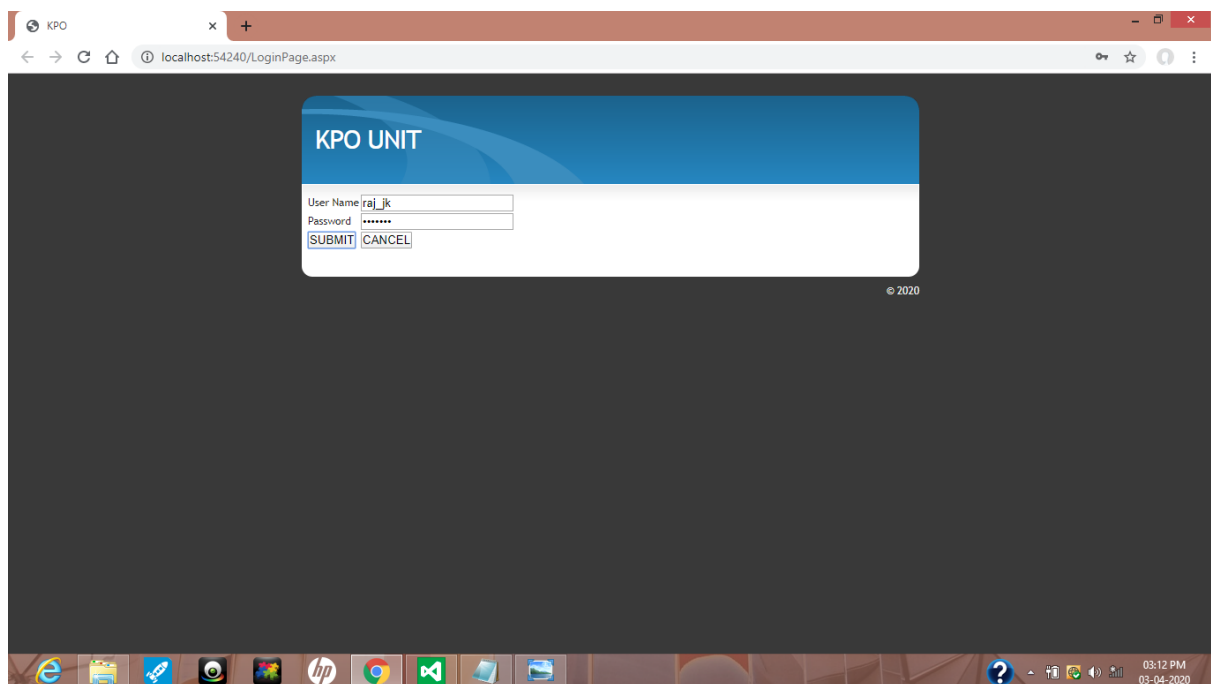 KPO
localhost:54240/LoginPage.aspx
KPO UNIT
User Name raj_jk
Password •••••••
SUBMIT CANCEL
© 2020
hp
03:12 PM
03-04-2020